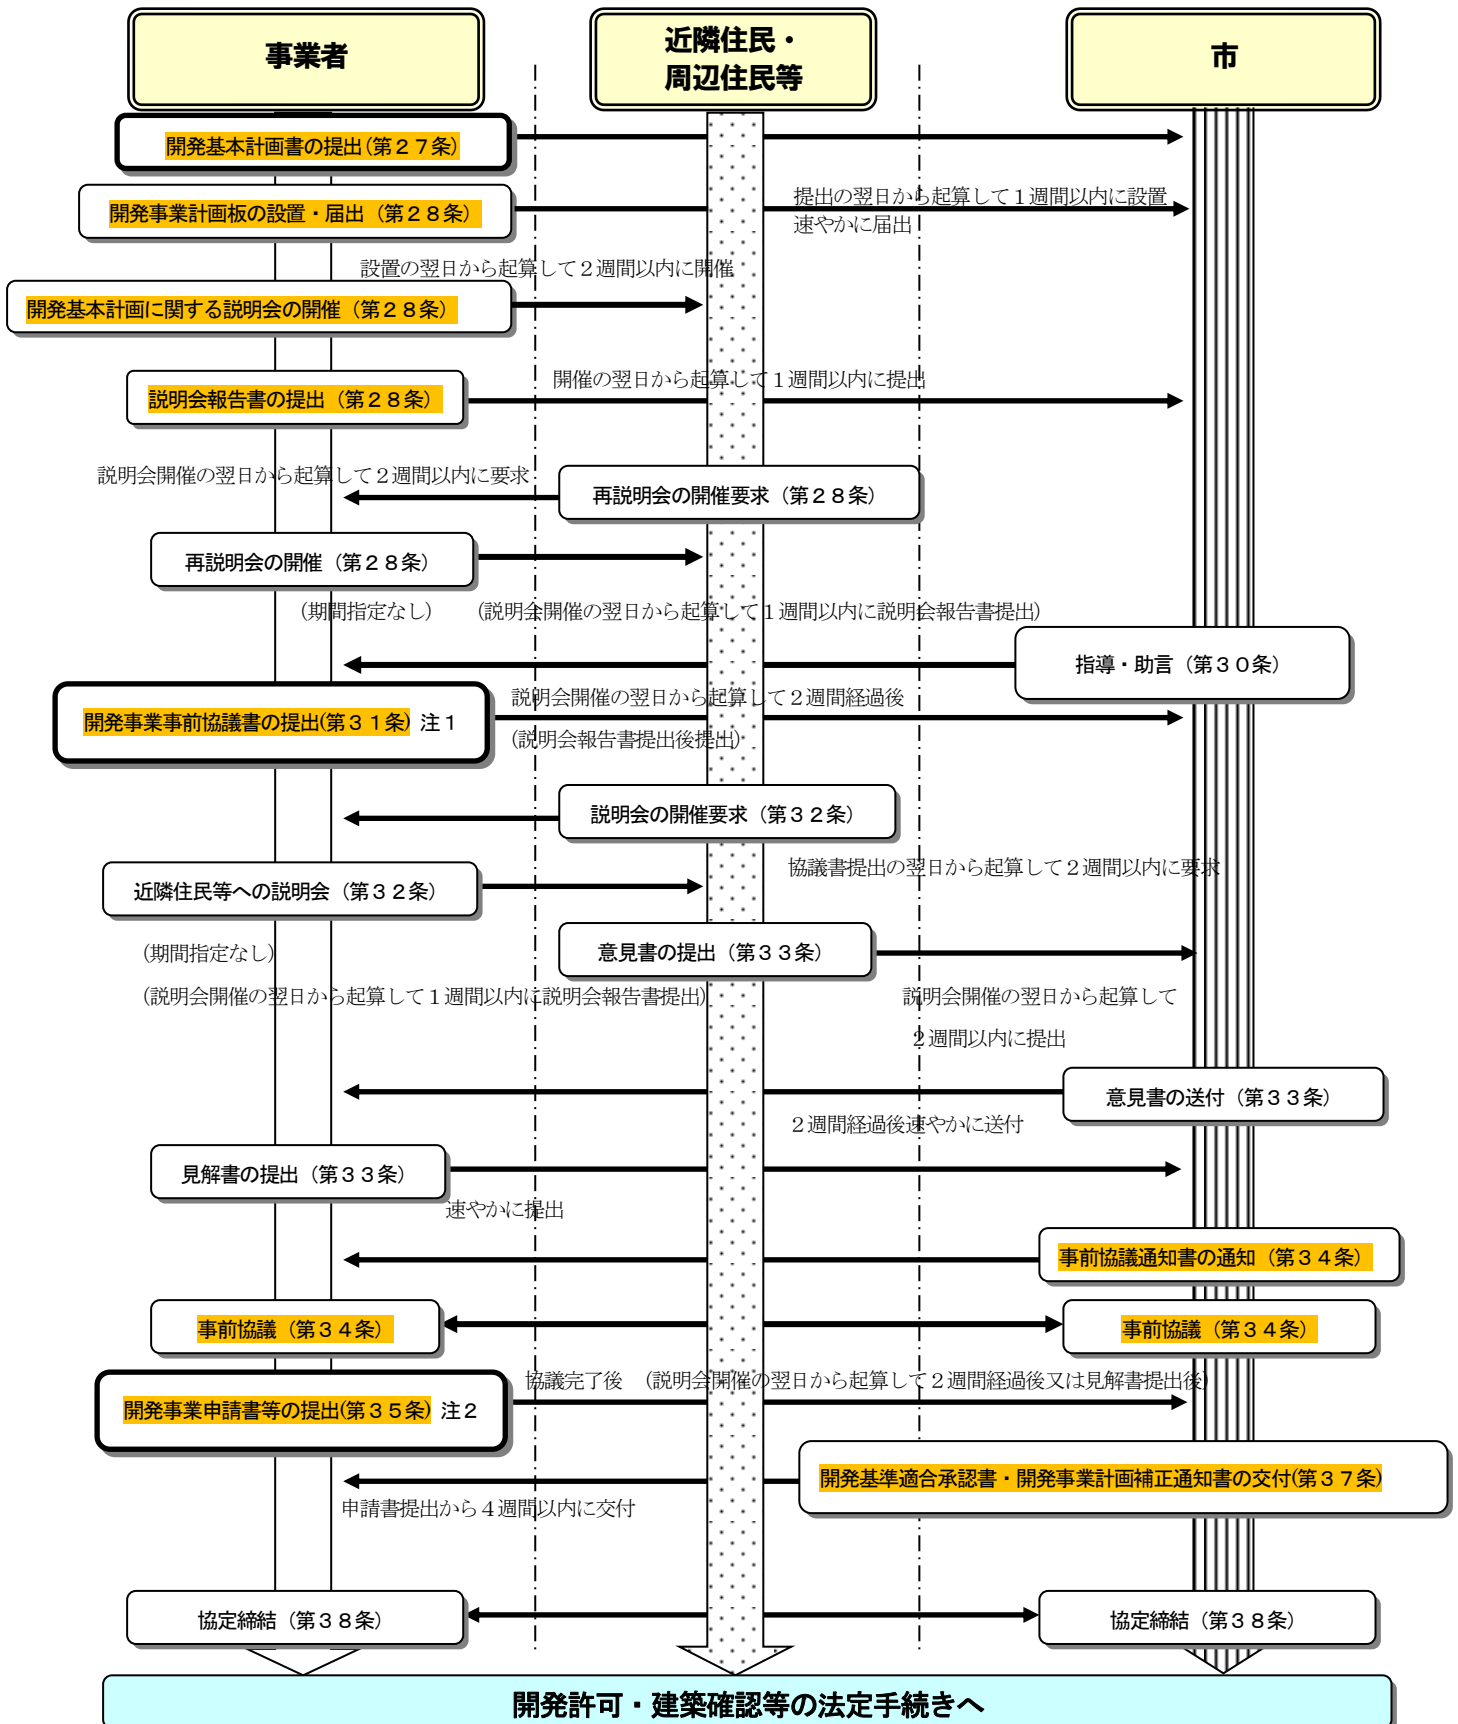 事業者
近隣住民・
周辺住民等
市
開発基本計画書の提出(第２７条)
開発事業計画板の設置・届出（第２８条）
提出の翌日から起算して１週間以内に設置
速やかに届出
設置の翌日から起算して２週間以内に開催
開発基本計画に関する説明会の開催（第２８条）
説明会報告書の提出（第２８条）
開催の翌日から起算して１週間以内に提出
説明会開催の翌日から起算して２週間以内に要求
再説明会の開催要求（第２８条）
再説明会の開催（第２８条）
（期間指定なし）
（説明会開催の翌日から起算して１週間以内に説明会報告書提出）
指導・助言（第３０条）
開発事業事前協議書の提出(第３１条) 注１
説明会開催の翌日から起算して２週間経過後
（説明会報告書提出後提出）
説明会の開催要求（第３２条）
協議書提出の翌日から起算して２週間以内に要求
近隣住民等への説明会（第３２条）
意見書の提出（第３３条）
（期間指定なし）
（説明会開催の翌日から起算して１週間以内に説明会報告書提出）
説明会開催の翌日から起算して
２週間以内に提出
意見書の送付（第３３条）
２週間経過後速やかに送付
見解書の提出（第３３条）
速やかに提出
事前協議通知書の通知（第３４条）
事前協議（第３４条）
事前協議（第３４条）
協議完了後　（説明会開催の翌日から起算して２週間経過後又は見解書提出後）
開発事業申請書等の提出(第３５条) 注２
開発基準適合承認書・開発事業計画補正通知書の交付(第３７条)
申請書提出から４週間以内に交付
協定締結（第３８条）
協定締結（第３８条）
開発許可・建築確認等の法定手続きへ